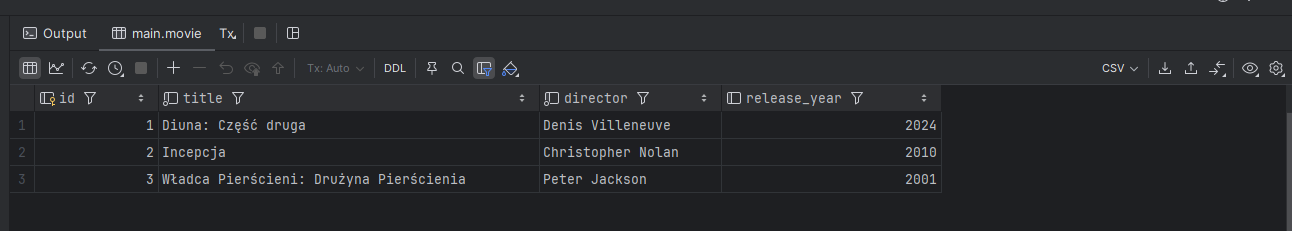 Output main.movie Tx
Tx: Auto DDL CSV
id title director release_year
1 1 Diuna: Część druga Denis Villeneuve 2024
2 2 Incepcja Christopher Nolan 2010
3 3 Władca Pierścieni: Drużyna Pierścienia Peter Jackson 2001